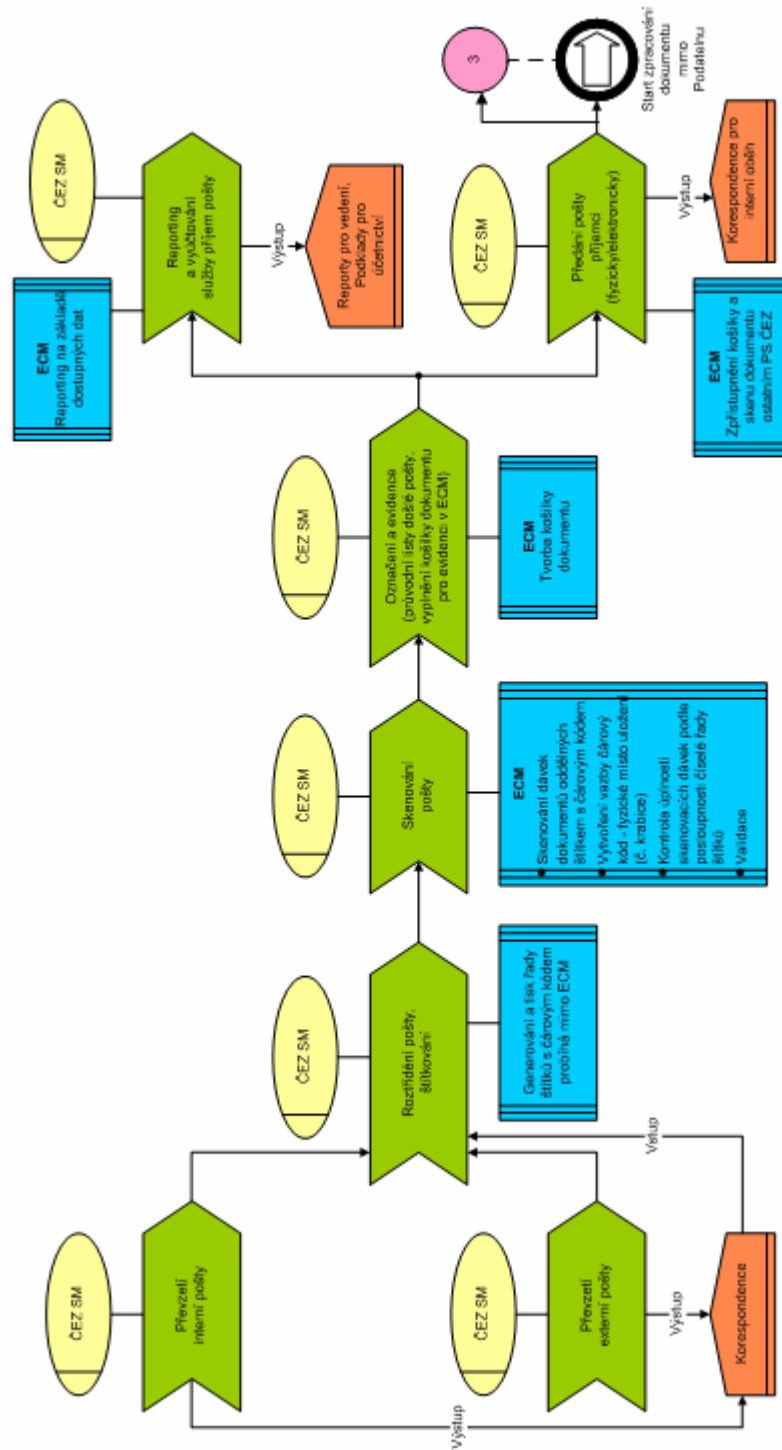 ČEZ SM
Převzetí
interní pošty
Výstup
ČEZ SM
Převzetí
externí pošty
Výstup
Korespondence
Vstup
ČEZ SM
Roztřídění pošty,
štítkování
Generování a tisk řady
štítků s čárovým kódem
probíhá mimo ECM
ČEZ SM
Skenování
pošty
ECM
● Skenování dávek
dokumentů oddělných
štítkem s čárovým kódem
● Vytvoření vazby čárový
kód - fyzické místo uložení
(č. krabice)
● Kontrola úplnosti
skenovacích dávek podle
posloupnosti číselé řady
štítků
● Validace
ČEZ SM
Označení a evidence
(průvodní listy došlé pošty,
vyplnění košilky dokumentu
pro evidenci v ECM)
ECM
Tvorba košilky
dokumentu
ECM
Reporting na základě
dostupných dat
ČEZ SM
Reporting
a vyúčtování
služby příjem pošty
Výstup
Reporty pro vedení,
Podklady pro
účetnictví
ČEZ SM
Předání pošty
příjemci
(fyzicky/elektronicky)
ECM
Zpřístupnění košilky a
skenu dokumentu
ostatním PS ČEZ
Výstup
Korespondence pro
interní oběh
3
Start zpracování
dokumentu
mimo
Podatelnu